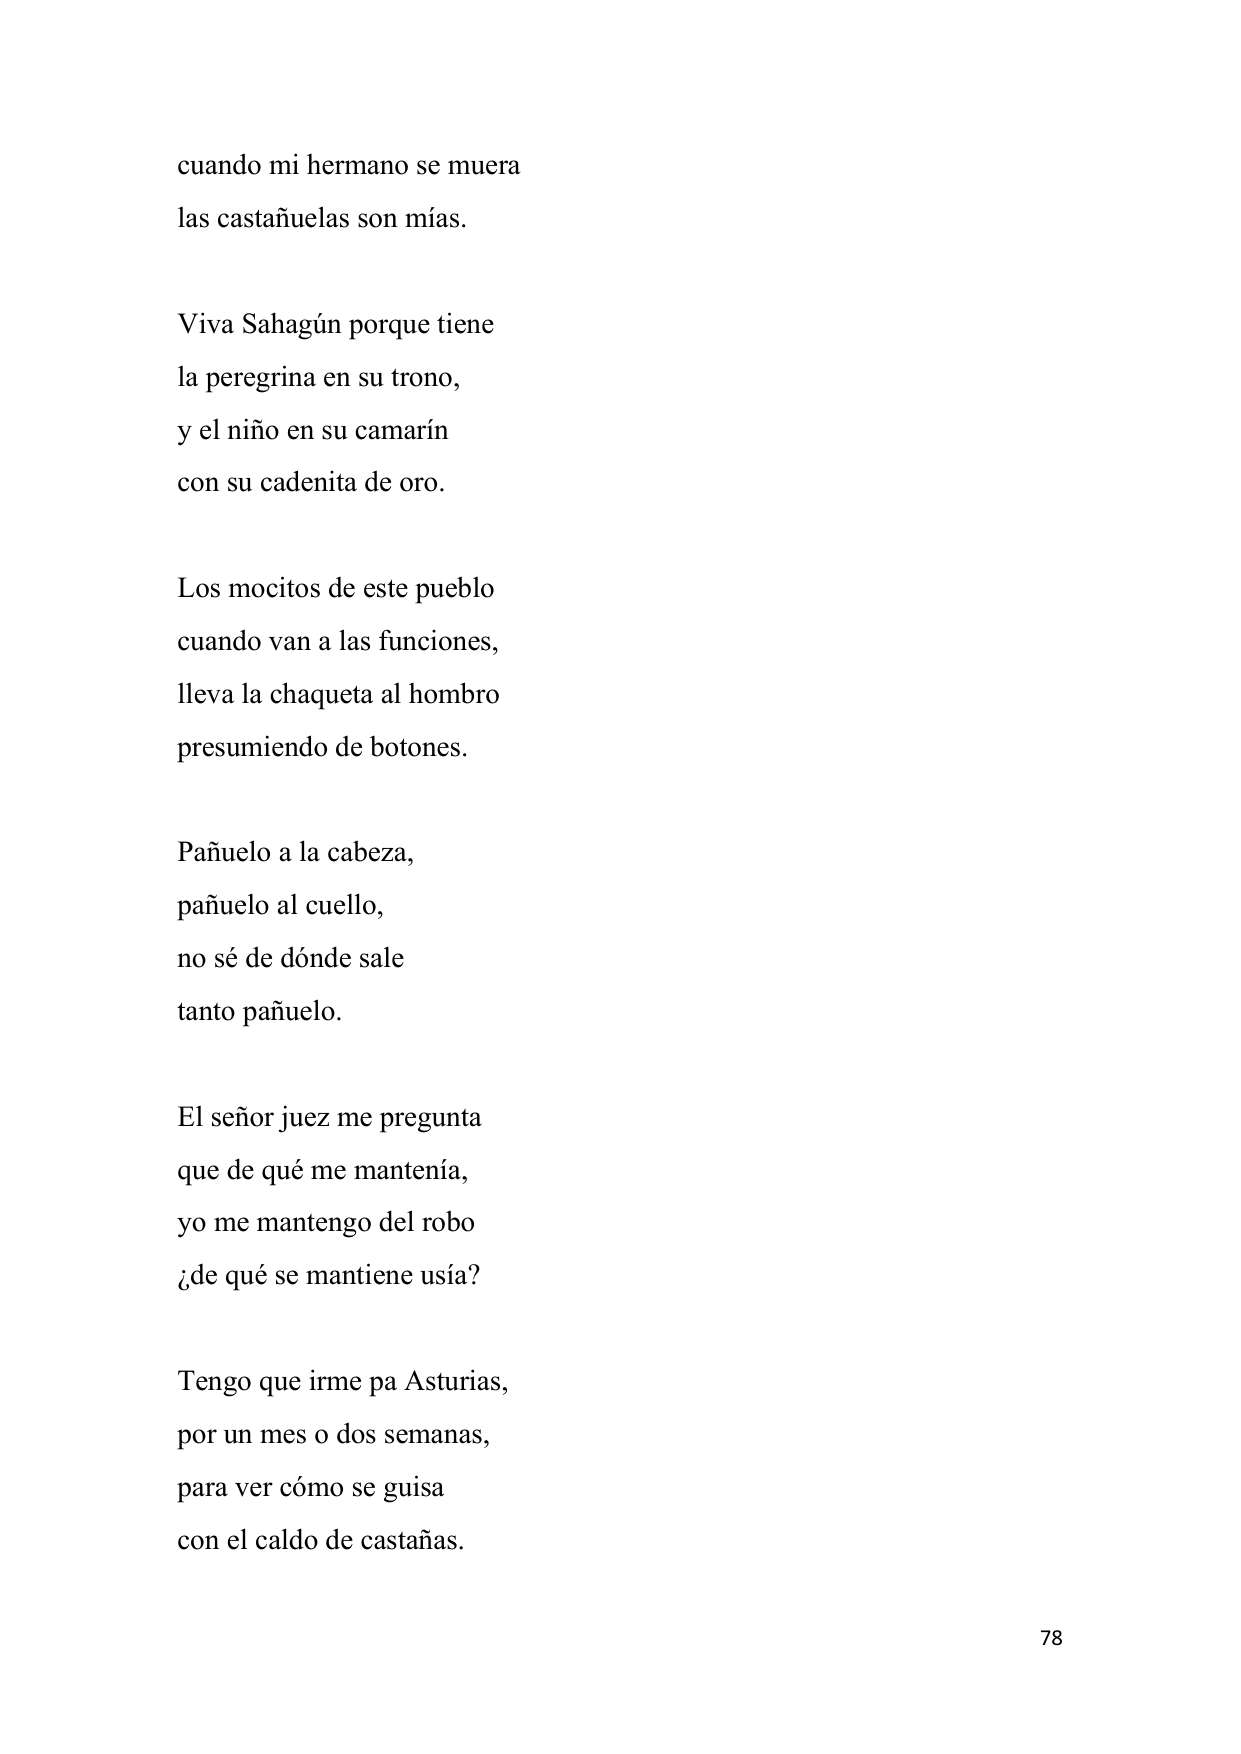 cuando mi hermano se muera
las castañuelas son mías.
Viva Sahagún porque tiene
la peregrina en su trono,
y el niño en su camarín
con su cadenita de oro.
Los mocitos de este pueblo
cuando van a las funciones,
lleva la chaqueta al hombro
presumiendo de botones.
Pañuelo a la cabeza,
pañuelo al cuello,
no sé de dónde sale
tanto pañuelo.
El señor juez me pregunta
que de qué me mantenía,
yo me mantengo del robo
¿de qué se mantiene usía?
Tengo que irme pa Asturias,
por un mes o dos semanas,
para ver cómo se guisa
con el caldo de castañas.
78